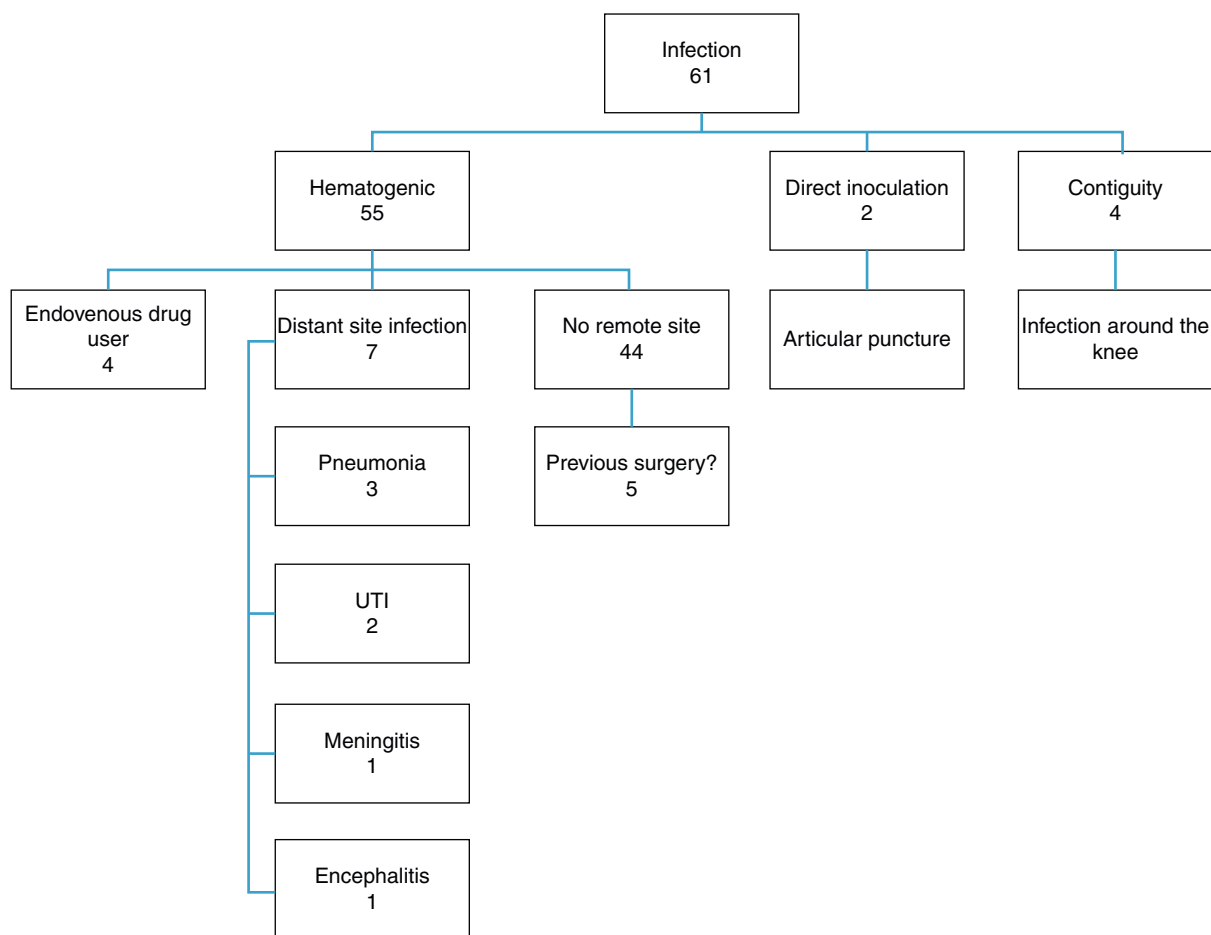 Infection
61
Hematogenic
55
Direct inoculation
2
Contiguity
4
Endovenous drug
user
4
Distant site infection
7
No remote site
44
Articular puncture
Infection around the
knee
Pneumonia
3
Previous surgery?
5
UTI
2
Meningitis
1
Encephalitis
1